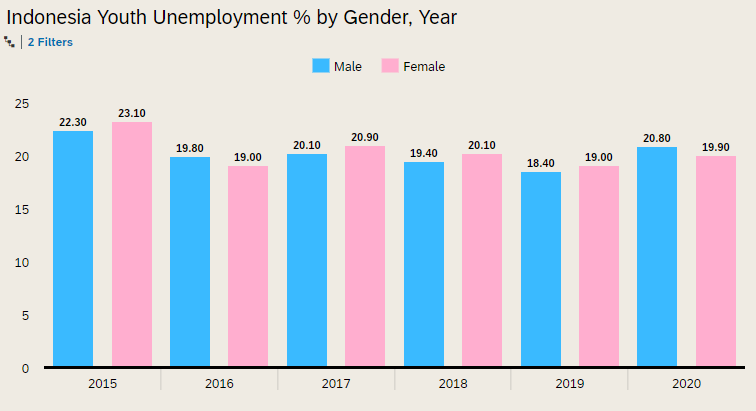 Indonesia Youth Unemployment % by Gender, Year
2 Filters
Male Female
25
20
15
10
5
0
22.30 23.10 19.80 19.00 20.10 20.90 19.40 20.10 18.40 19.00 20.80 19.90
2015 2016 2017 2018 2019 2020